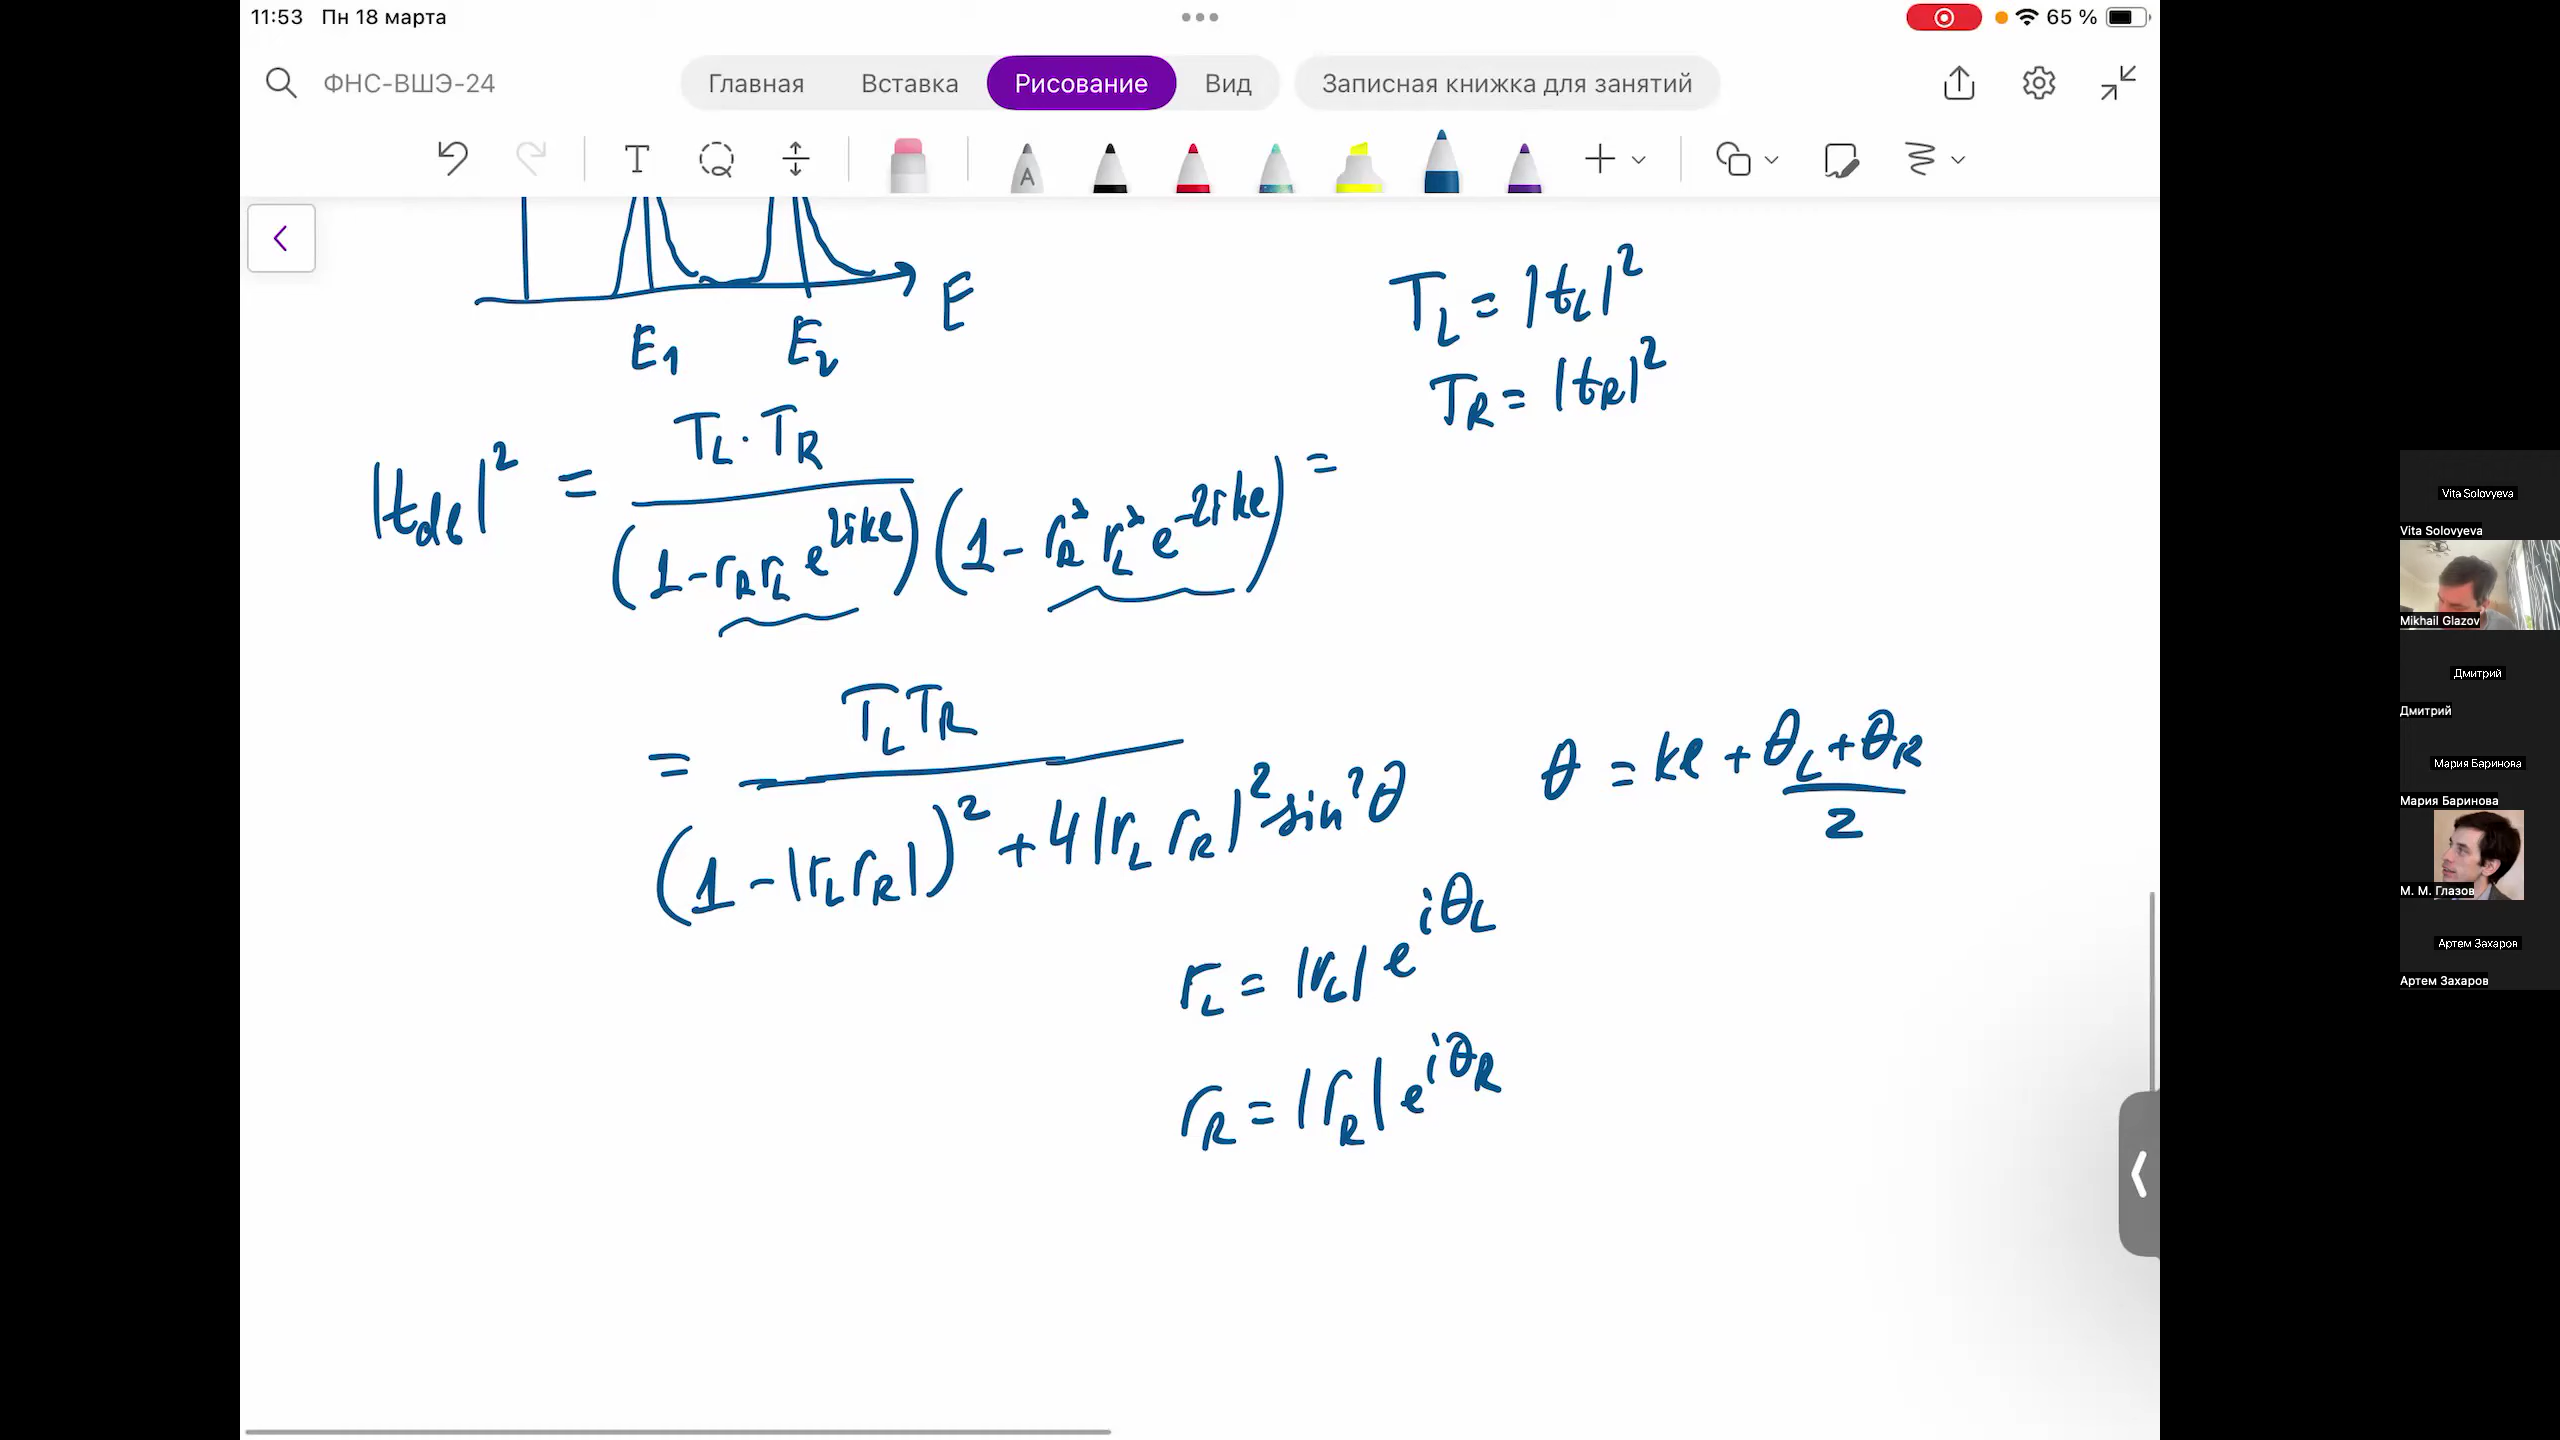 11:53 Пн 18 марта
65 %
ФНС-ВШЭ-24
Главная Вставка Рисование Вид Записная книжка для занятий
T
A
E
E₁ E₂
T_L = |t_L|²
T_R = |t_R|²
|t_db|² = T_L · T_R / (1 - r_R r_L e^{2ikl}) (1 - r_R^* r_L^* e^{-2ikl}) =
= T_L T_R / (1 - |r_L r_R|)² + 4|r_L r_R|² sin²θ
θ = kl + θ_L + θ_R / 2
r_L = |r_L| e^{iθ_L}
r_R = |r_R| e^{iθ_R}
Vita Solovyeva
Vita Solovyeva
Mikhail Glazov
Дмитрий
Дмитрий
Мария Баринова
Мария Баринова
М. М. Глазов
Артем Захаров
Артем Захаров